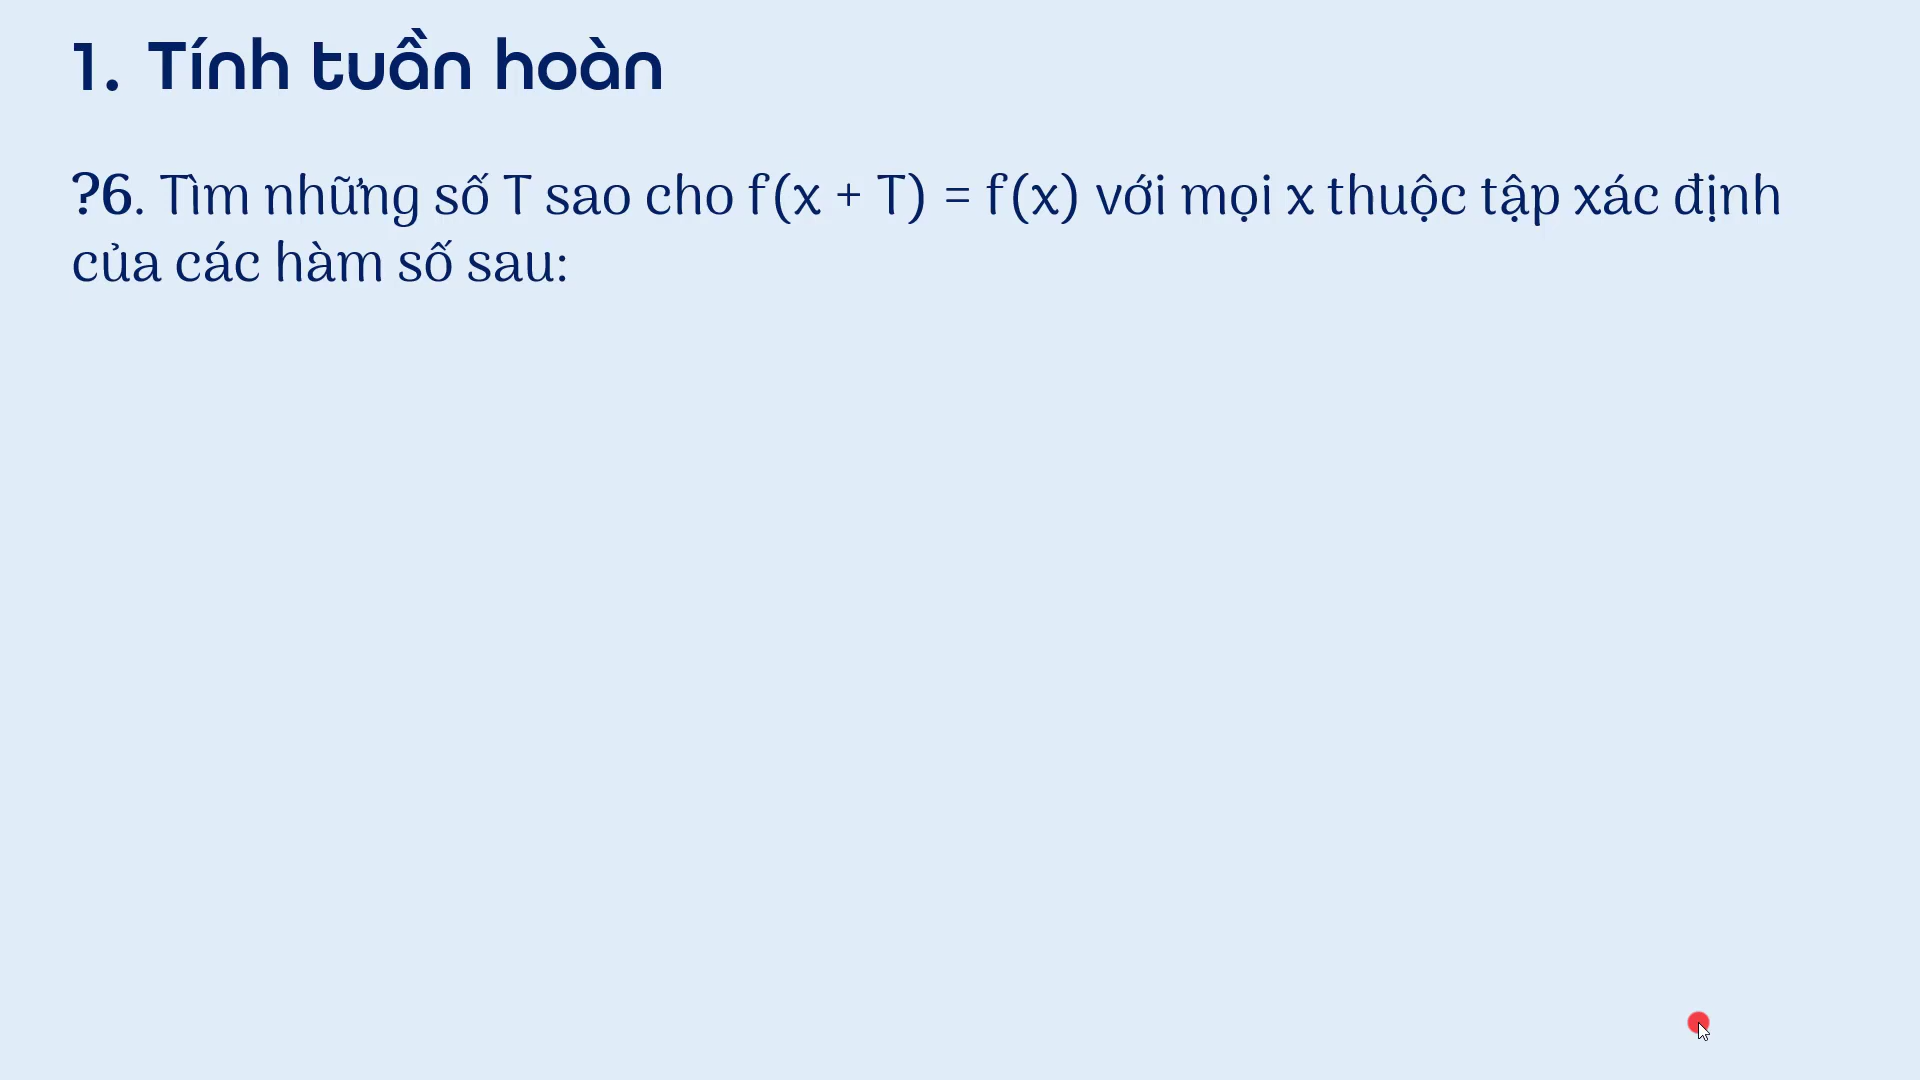 1. Tính tuần hoàn
?6. Tìm những số T sao cho f(x + T) = f(x) với mọi x thuộc tập xác định
của các hàm số sau: